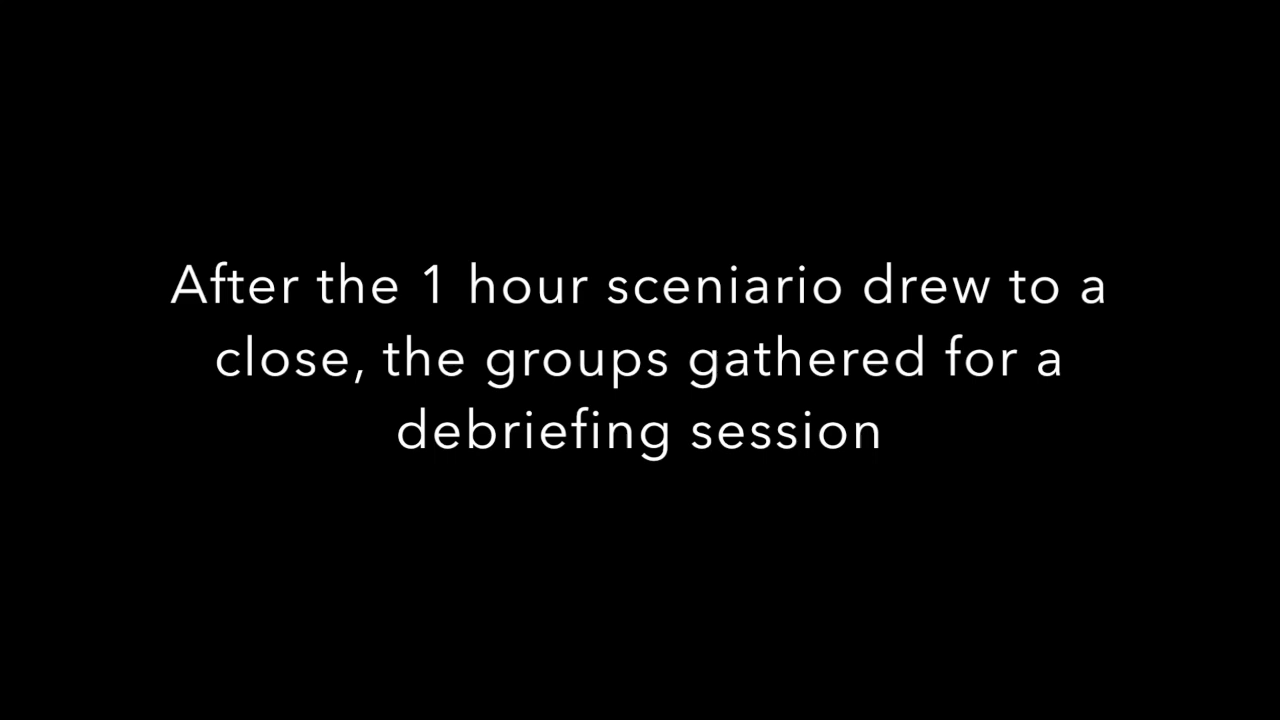 After the 1 hour sceniario drew to a
close, the groups gathered for a
debriefing session